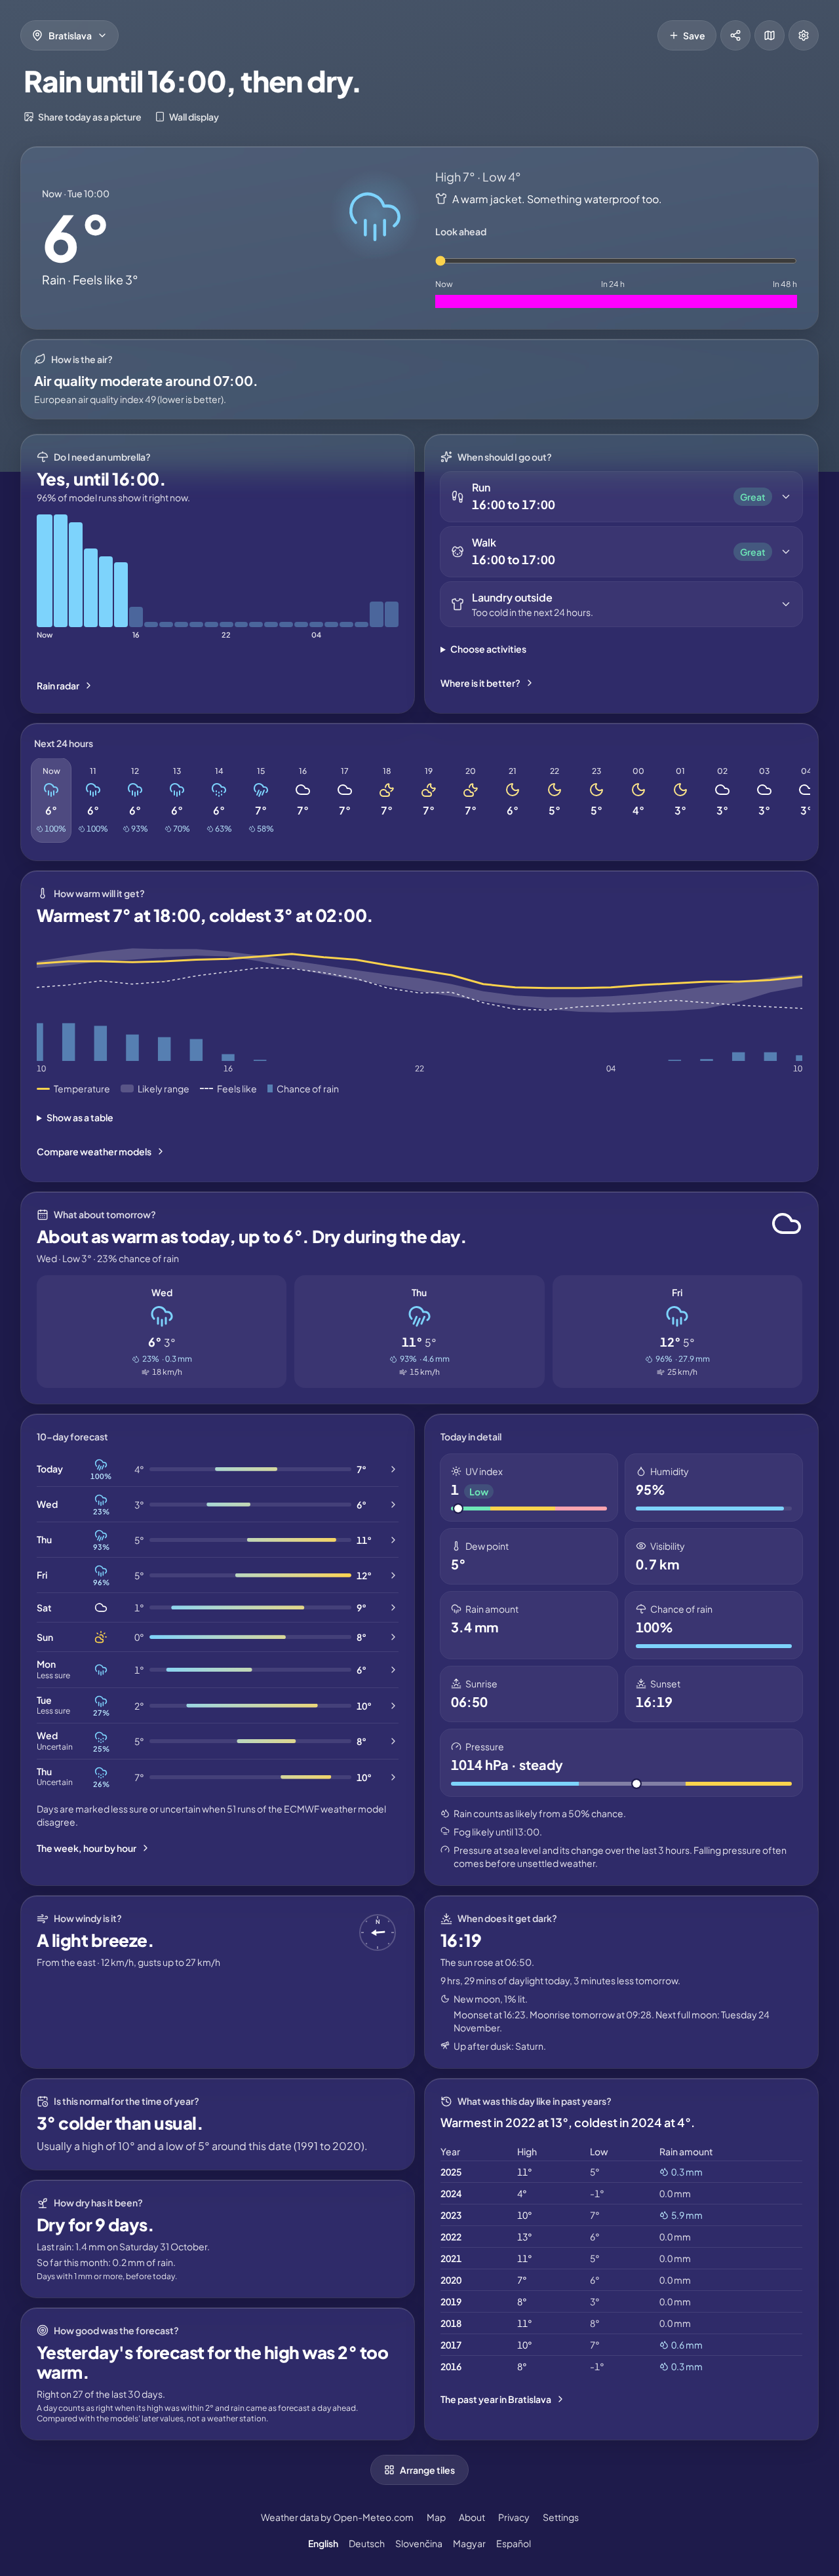 Bratislava
Save
Rain until 16:00, then dry.
Share today as a picture
Wall display
Now · Tue 10:00
6°
Rain · Feels like 3°
High 7° · Low 4°
A warm jacket. Something waterproof too.
Look ahead
Now In 24 h In 48 h
How is the air?
Air quality moderate around 07:00.
European air quality index 49 (lower is better).
Do I need an umbrella?
Yes, until 16:00.
96% of model runs show it right now.
Now 16 22 04
Rain radar
When should I go out?
Run
16:00 to 17:00
Great
Walk
16:00 to 17:00
Great
Laundry outside
Too cold in the next 24 hours.
Choose activities
Where is it better?
Next 24 hours
Now 11 12 13 14 15 16 17 18 19 20 21 22 23 00 01 02 03 04
6° 6° 6° 6° 6° 7° 7° 7° 7° 7° 7° 6° 5° 5° 4° 3° 3° 3° 3°
100% 100% 93% 70% 63% 58%
How warm will it get?
Warmest 7° at 18:00, coldest 3° at 02:00.
10 16 22 04 10
Temperature Likely range Feels like Chance of rain
Show as a table
Compare weather models
What about tomorrow?
About as warm as today, up to 6°. Dry during the day.
Wed · Low 3° · 23% chance of rain
Wed
6° 3°
23% · 0.3 mm
18 km/h
Thu
11° 5°
93% · 4.6 mm
15 km/h
Fri
12° 5°
96% · 27.9 mm
25 km/h
10-day forecast
Today 100% 4° 7°
Wed 23% 3° 6°
Thu 93% 5° 11°
Fri 96% 5° 12°
Sat 1° 9°
Sun 0° 8°
Mon 1° 6°
Less sure
Tue 27% 2° 10°
Less sure
Wed 25% 5° 8°
Uncertain
Thu 26% 7° 10°
Uncertain
Days are marked less sure or uncertain when 51 runs of the ECMWF weather model
disagree.
The week, hour by hour
Today in detail
UV index
1 Low
Humidity
95%
Dew point
5°
Visibility
0.7 km
Rain amount
3.4 mm
Chance of rain
100%
Sunrise
06:50
Sunset
16:19
Pressure
1014 hPa · steady
Rain counts as likely from a 50% chance.
Fog likely until 13:00.
Pressure at sea level and its change over the last 3 hours. Falling pressure often
comes before unsettled weather.
How windy is it?
A light breeze.
From the east · 12 km/h, gusts up to 27 km/h
N
When does it get dark?
16:19
The sun rose at 06:50.
9 hrs, 29 mins of daylight today, 3 minutes less tomorrow.
New moon, 1% lit.
Moonset at 16:23. Moonrise tomorrow at 09:28. Next full moon: Tuesday 24
November.
Up after dusk: Saturn.
Is this normal for the time of year?
3° colder than usual.
Usually a high of 10° and a low of 5° around this date (1991 to 2020).
How dry has it been?
Dry for 9 days.
Last rain: 1.4 mm on Saturday 31 October.
So far this month: 0.2 mm of rain.
Days with 1 mm or more, before today.
How good was the forecast?
Yesterday's forecast for the high was 2° too
warm.
Right on 27 of the last 30 days.
A day counts as right when its high was within 2° and rain came as forecast a day ahead.
Compared with the models' later values, not a weather station.
What was this day like in past years?
Warmest in 2022 at 13°, coldest in 2024 at 4°.
Year High Low Rain amount
2025 11° 5° 0.3 mm
2024 4° -1° 0.0 mm
2023 10° 7° 5.9 mm
2022 13° 6° 0.0 mm
2021 11° 5° 0.0 mm
2020 7° 6° 0.0 mm
2019 8° 3° 0.0 mm
2018 11° 8° 0.0 mm
2017 10° 7° 0.6 mm
2016 8° -1° 0.3 mm
The past year in Bratislava
Arrange tiles
Weather data by Open-Meteo.com Map About Privacy Settings
English Deutsch Slovenčina Magyar Español